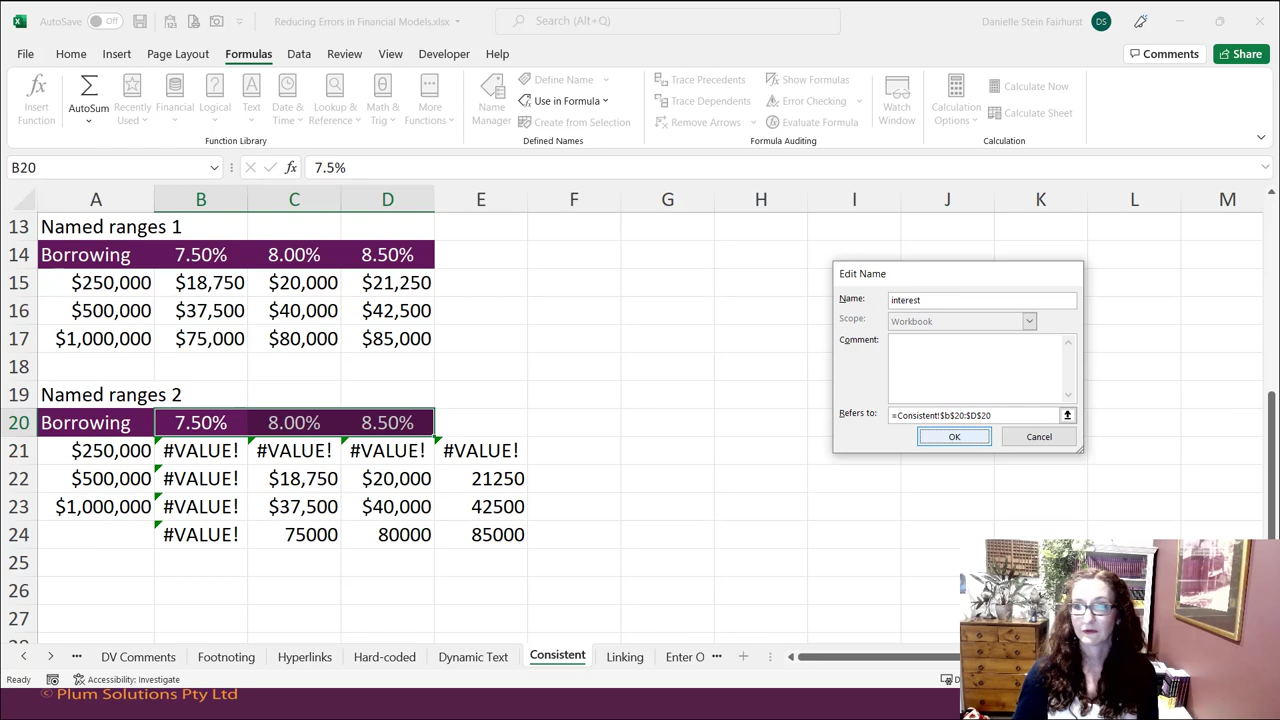 AutoSave Off
Reducing Errors in Financial Models.xlsx
Search (Alt+Q)
Danielle Stein Fairhurst DS
File Home Insert Page Layout Formulas Data Review View Developer Help
Comments Share
Insert Function
AutoSum
Recently Used
Financial
Logical
Text
Date & Time
Lookup & Reference
Math & Trig
More Functions
Function Library
Name Manager
Define Name
Use in Formula
Create from Selection
Defined Names
Trace Precedents
Trace Dependents
Remove Arrows
Show Formulas
Error Checking
Evaluate Formula
Formula Auditing
Watch Window
Calculation Options
Calculate Now
Calculate Sheet
Calculation
B20 fx 7.5%
A B C D E F G H I J K L M
13 Named ranges 1
14 Borrowing 7.50% 8.00% 8.50%
15 $250,000 $18,750 $20,000 $21,250
16 $500,000 $37,500 $40,000 $42,500
17 $1,000,000 $75,000 $80,000 $85,000
18
19 Named ranges 2
20 Borrowing 7.50% 8.00% 8.50%
21 $250,000 #VALUE! #VALUE! #VALUE! #VALUE!
22 $500,000 #VALUE! $18,750 $20,000 21250
23 $1,000,000 #VALUE! $37,500 $40,000 42500
24 #VALUE! 75000 80000 85000
25
26
27
Edit Name
Name: interest
Scope: Workbook
Comment:
Refers to: =Consistent!$b$20:$D$20
OK Cancel
... DV Comments Footnoting Hyperlinks Hard-coded Dynamic Text Consistent Linking Enter O ...
Ready Accessibility: Investigate
© Plum Solutions Pty Ltd